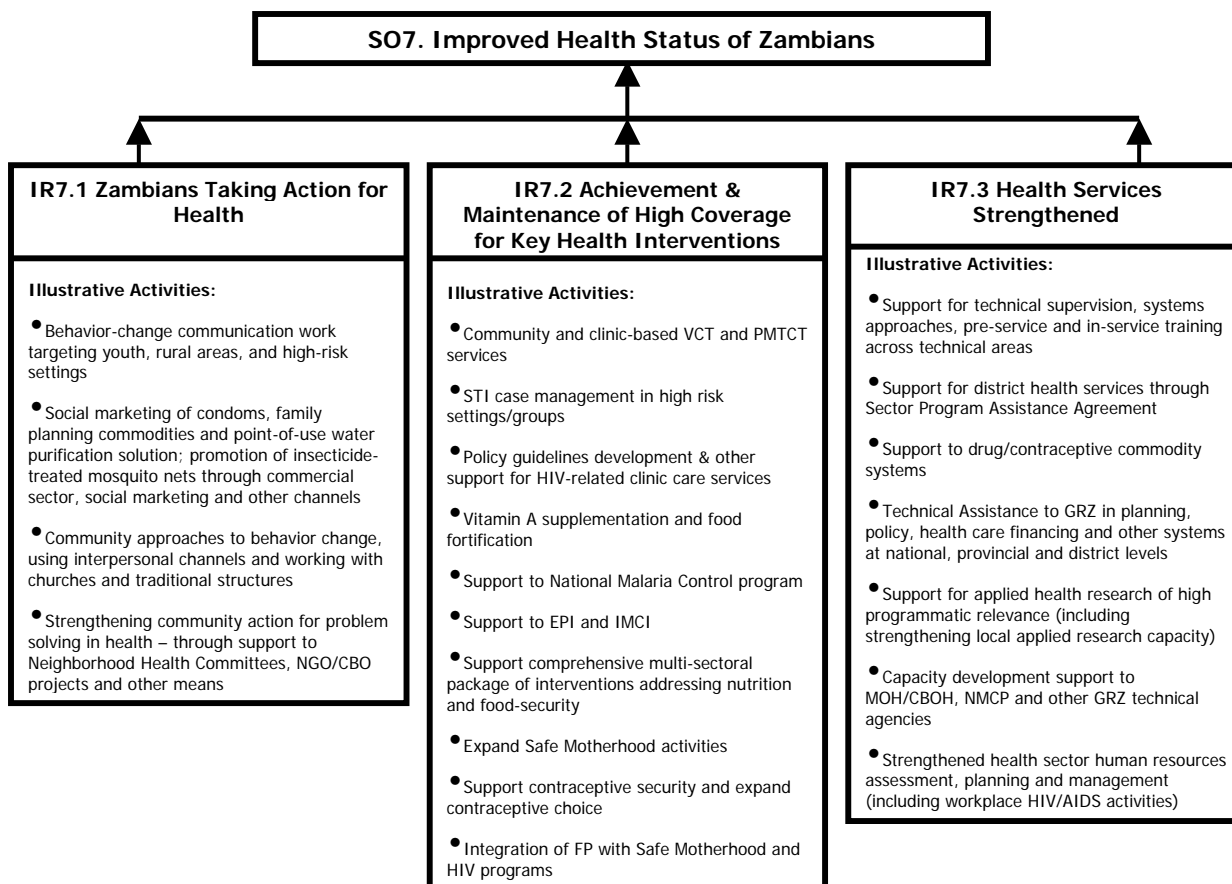 SO7. Improved Health Status of Zambians
IR7.1 Zambians Taking Action for
Health
Illustrative Activities:
•Behavior-change communication work
targeting youth, rural areas, and high-risk
settings
•Social marketing of condoms, family
planning commodities and point-of-use water
purification solution; promotion of insecticide-
treated mosquito nets through commercial
sector, social marketing and other channels
•Community approaches to behavior change,
using interpersonal channels and working with
churches and traditional structures
•Strengthening community action for problem
solving in health – through support to
Neighborhood Health Committees, NGO/CBO
projects and other means
IR7.2 Achievement &
Maintenance of High Coverage
for Key Health Interventions
Illustrative Activities:
•Community and clinic-based VCT and PMTCT
services
•STI case management in high risk
settings/groups
•Policy guidelines development & other
support for HIV-related clinic care services
•Vitamin A supplementation and food
fortification
•Support to National Malaria Control program
•Support to EPI and IMCI
•Support comprehensive multi-sectoral
package of interventions addressing nutrition
and food-security
•Expand Safe Motherhood activities
•Support contraceptive security and expand
contraceptive choice
•Integration of FP with Safe Motherhood and
HIV programs
IR7.3 Health Services
Strengthened
Illustrative Activities:
•Support for technical supervision, systems
approaches, pre-service and in-service training
across technical areas
•Support for district health services through
Sector Program Assistance Agreement
•Support to drug/contraceptive commodity
systems
•Technical Assistance to GRZ in planning,
policy, health care financing and other systems
at national, provincial and district levels
•Support for applied health research of high
programmatic relevance (including
strengthening local applied research capacity)
•Capacity development support to
MOH/CBOH, NMCP and other GRZ technical
agencies
•Strengthened health sector human resources
assessment, planning and management
(including workplace HIV/AIDS activities)